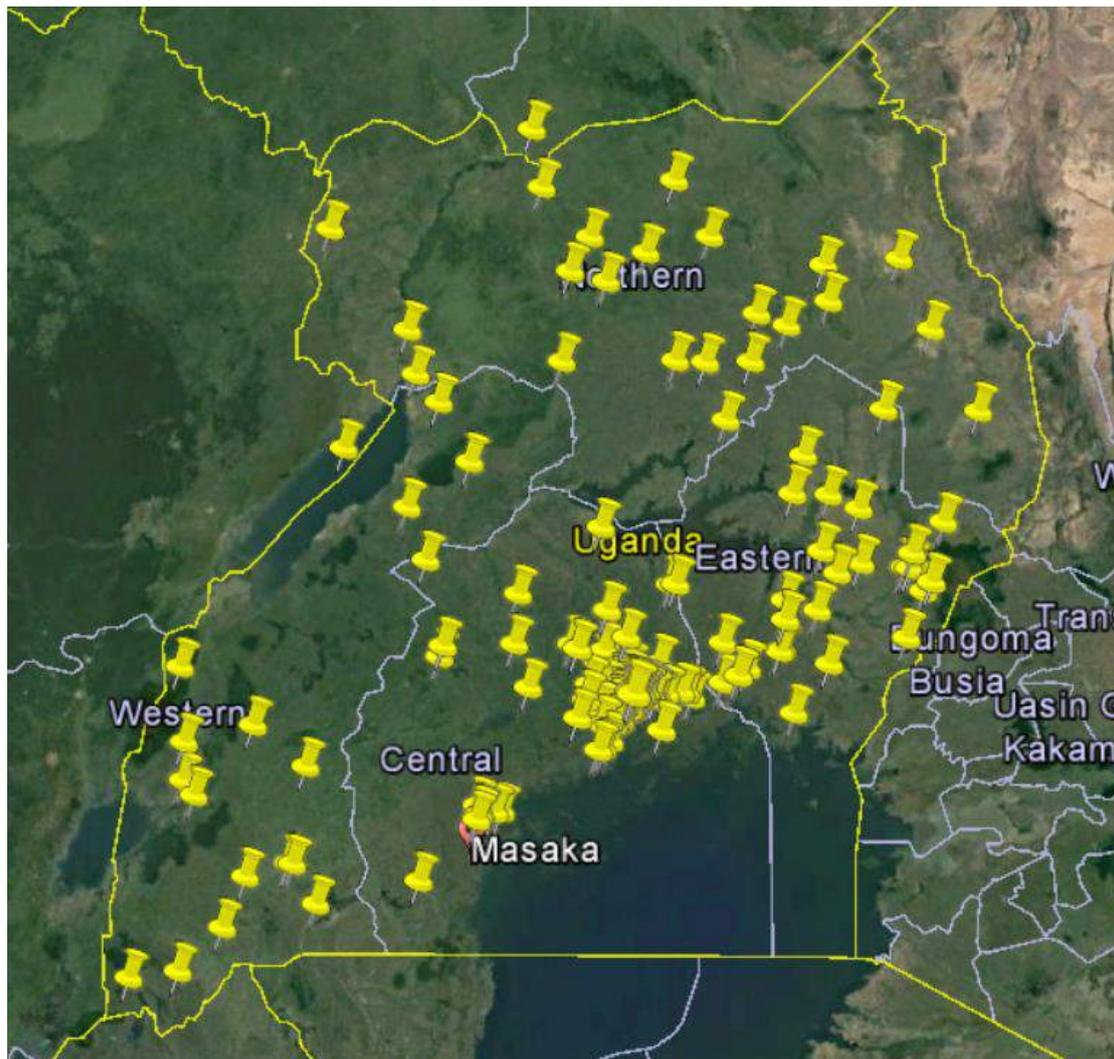 Northern
W
Uganda
Eastern
Trans
Bungoma
Busia
Western
Uasin G
Kakam
Central
Masaka